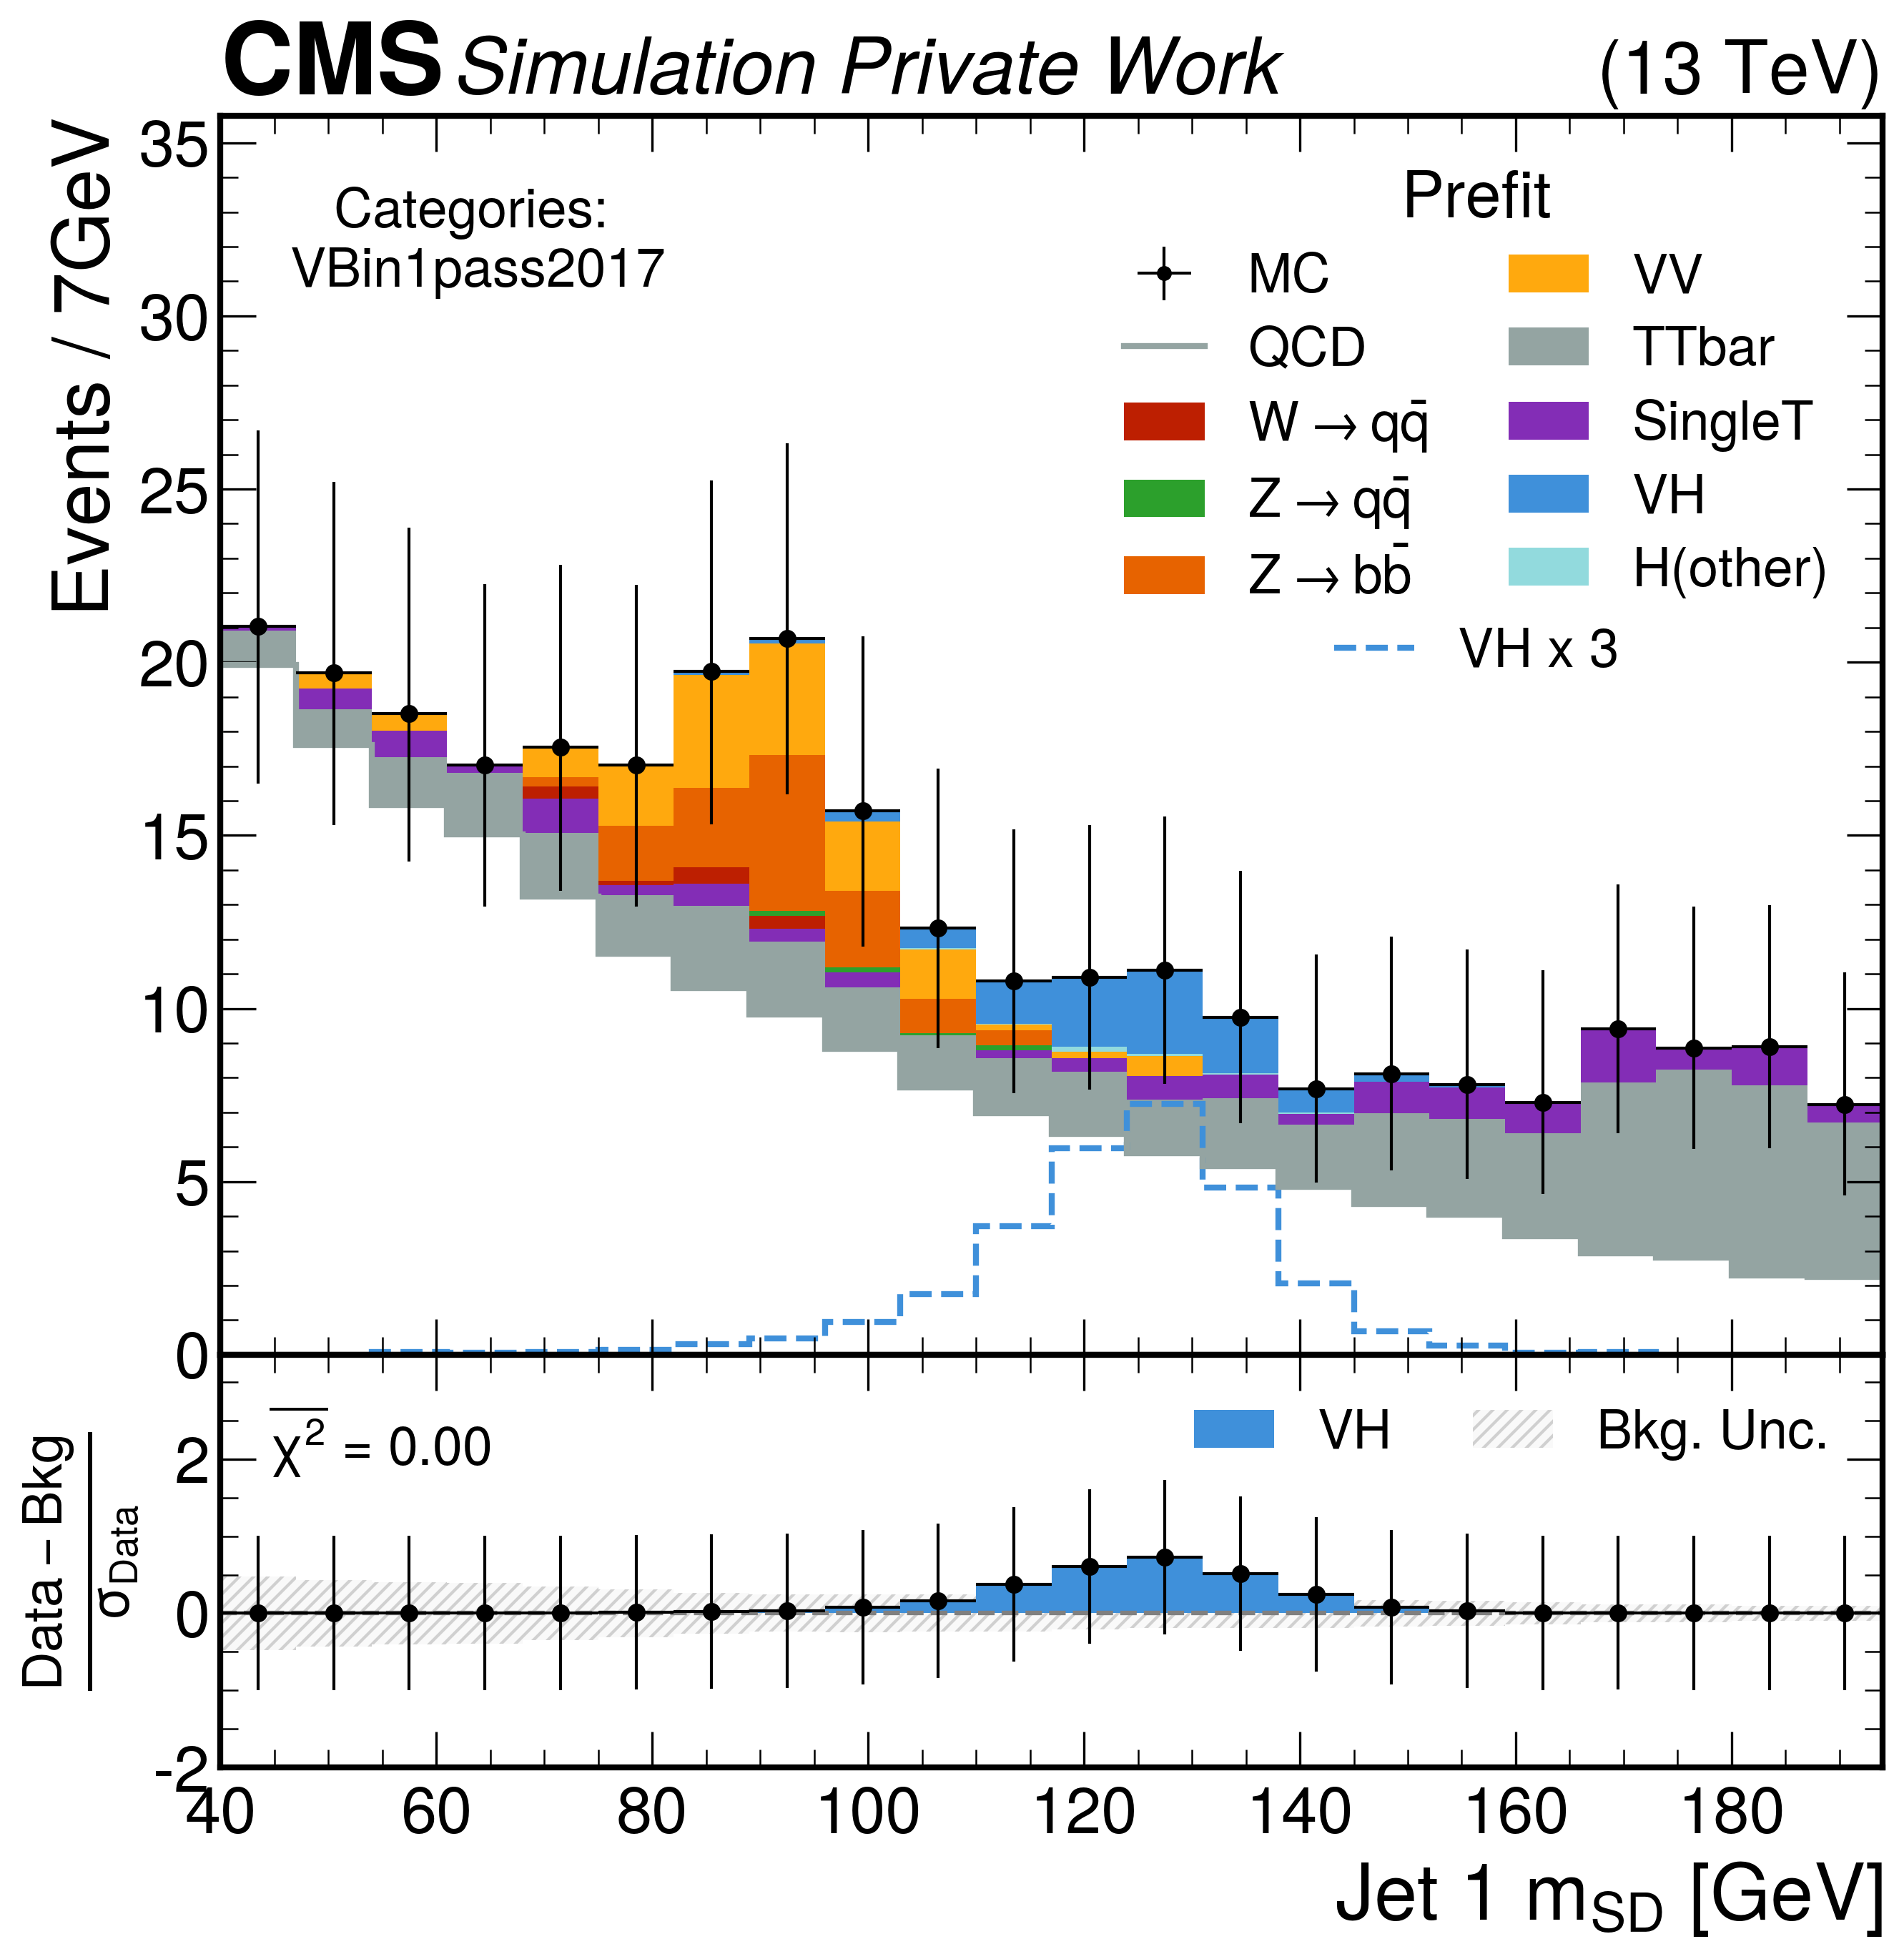 CMS Simulation Private Work (13 TeV)
Events / 7GeV
35
30
25
20
15
10
5
0
Categories:
VBin1pass2017
Prefit
MC
QCD
W → qq̄
Z → qq̄
Z → bb̄
VV
TTbar
SingleT
VH
H(other)
VH x 3
Data − Bkg
σData
2
0
-2
χ² = 0.00
VH
Bkg. Unc.
40 60 80 100 120 140 160 180
Jet 1 mSD [GeV]